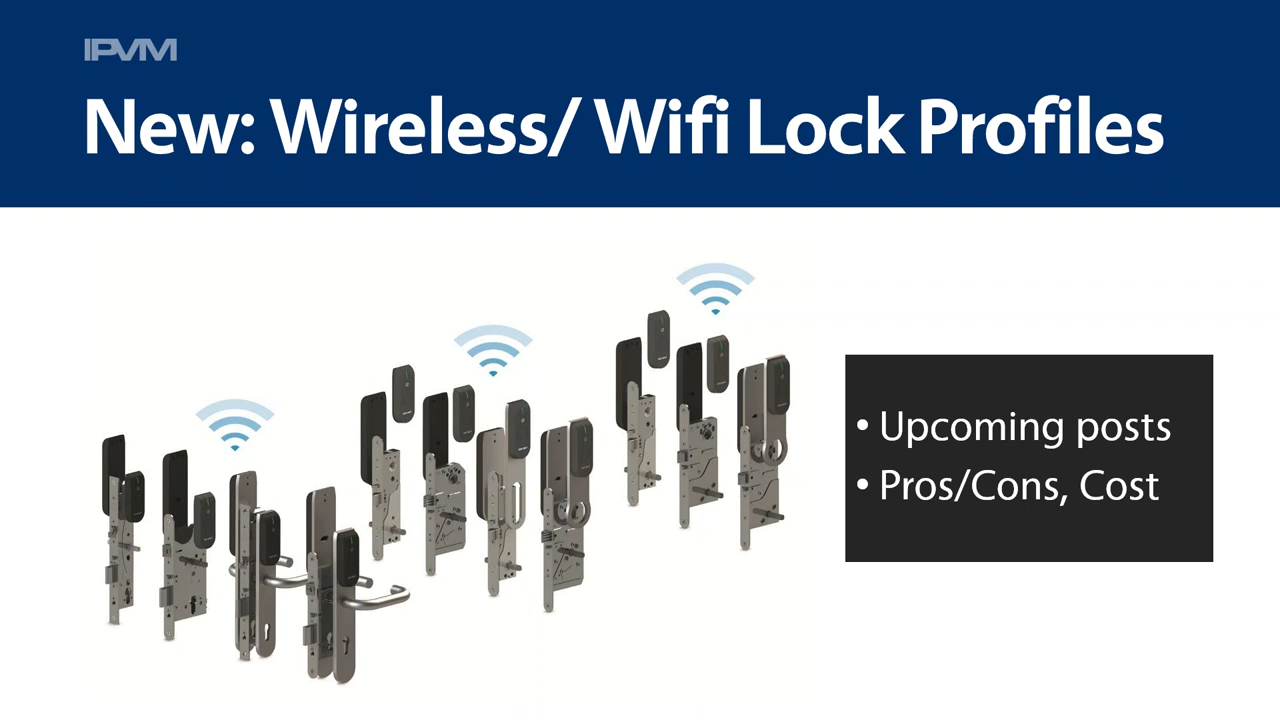 IPVM
New: Wireless/ Wifi Lock Profiles
• Upcoming posts
• Pros/Cons, Cost